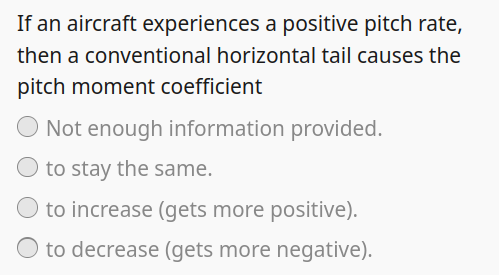 If an aircraft experiences a positive pitch rate,
then a conventional horizontal tail causes the
pitch moment coefficient
Not enough information provided.
to stay the same.
to increase (gets more positive).
to decrease (gets more negative).